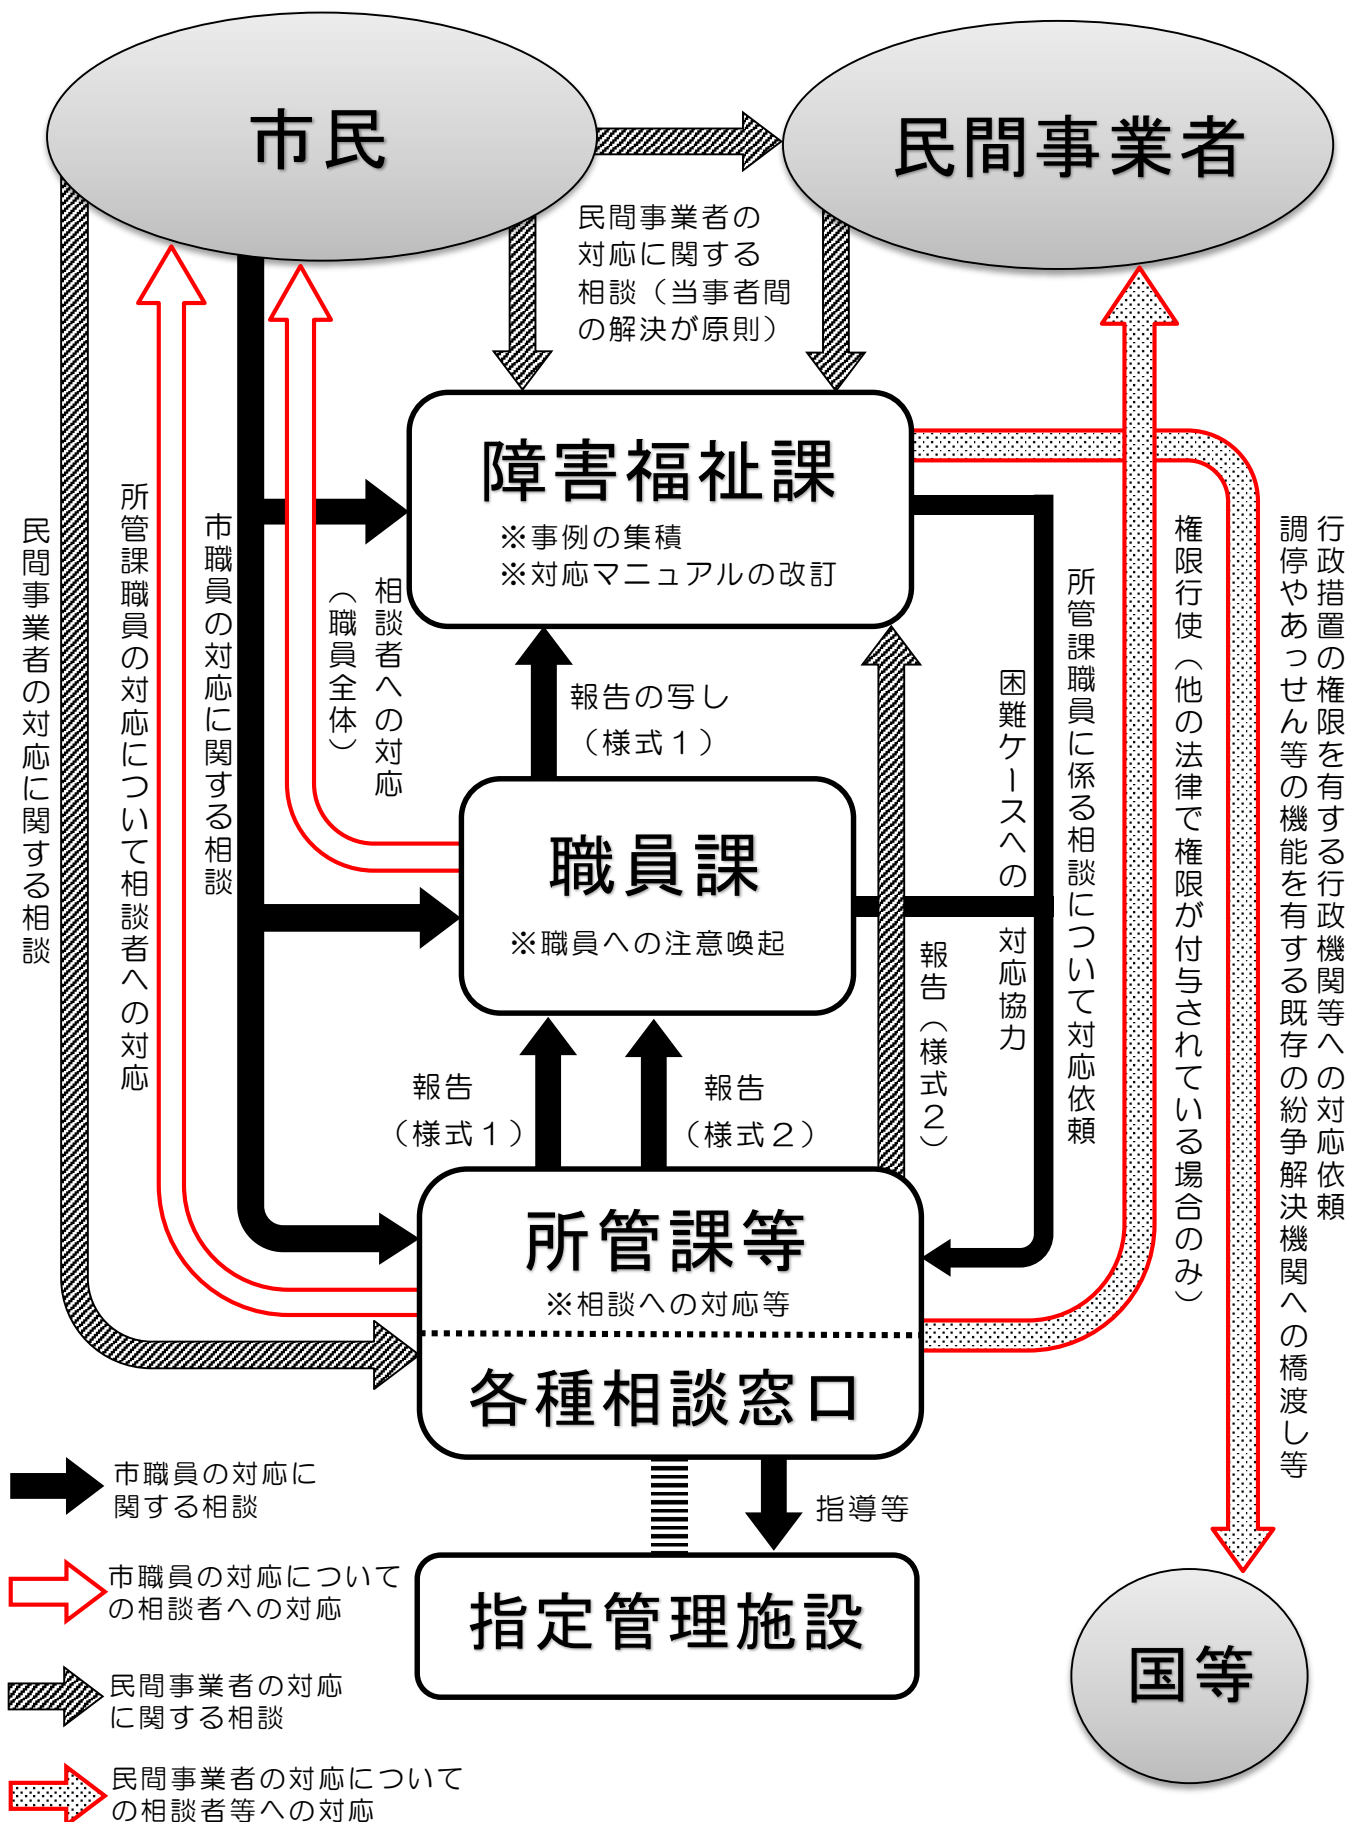 市民
民間事業者
民間事業者の
対応に関する
相談（当事者間
の解決が原則）
障害福祉課
※事例の集積
※対応マニュアルの改訂
民間事業者の対応に関する相談
所管課職員の対応について相談者への対応
市職員の対応に関する相談
相談者への対応
（職員全体）
報告の写し
（様式１）
職員課
※職員への注意喚起
報告
（様式１）
報告
（様式２）
報告（様式２）
困難ケースへの対応協力
所管課職員に係る相談について対応依頼
権限行使（他の法律で権限が付与されている場合のみ）
行政措置の権限を有する行政機関等への対応依頼
調停やあっせん等の機能を有する既存の紛争解決機関への橋渡し等
所管課等
※相談への対応等
各種相談窓口
指導等
指定管理施設
国等
市職員の対応に
関する相談
市職員の対応について
の相談者への対応
民間事業者の対応
に関する相談
民間事業者の対応について
の相談者等への対応